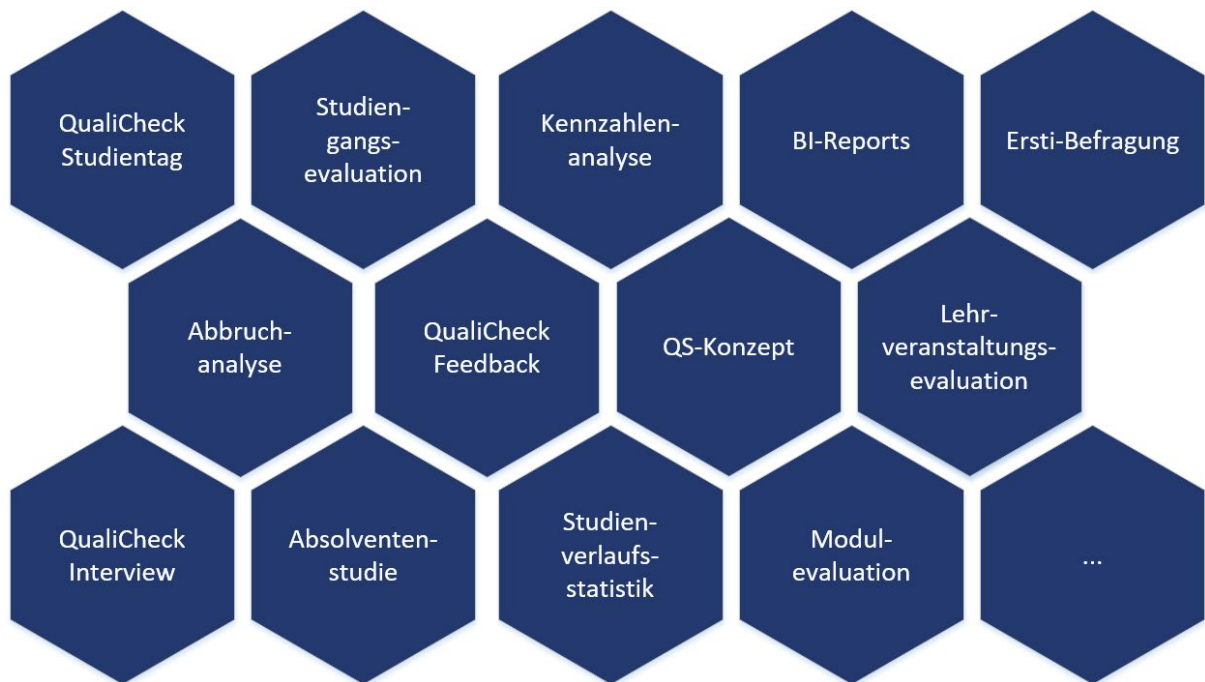 QualiCheck
Studientag
Studien-
gangs-
evaluation
Kennzahlen-
analyse
BI-Reports
Ersti-Befragung
Abbruch-
analyse
QualiCheck
Feedback
QS-Konzept
Lehr-
veranstaltungs-
evaluation
QualiCheck
Interview
Absolventen-
studie
Studien-
verlaufs-
statistik
Modul-
evaluation
...